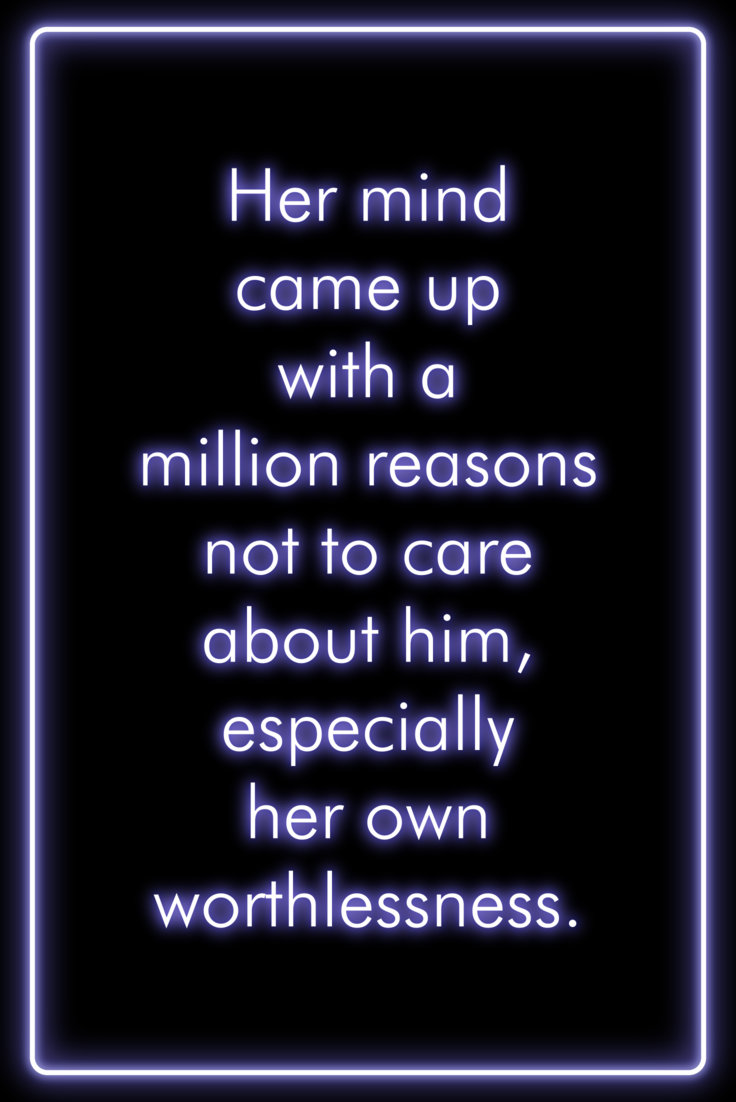 Her mind
came up
with a
million reasons
not to care
about him,
especially
her own
worthlessness.